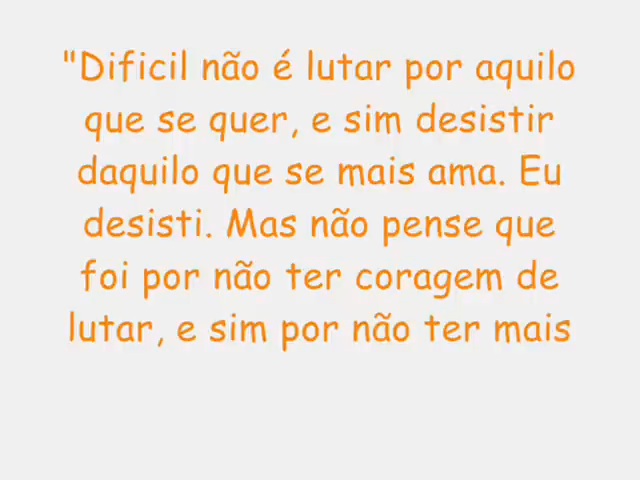 "Dificil não é lutar por aquilo
que se quer, e sim desistir
daquilo que se mais ama. Eu
desisti. Mas não pense que
foi por não ter coragem de
lutar, e sim por não ter mais